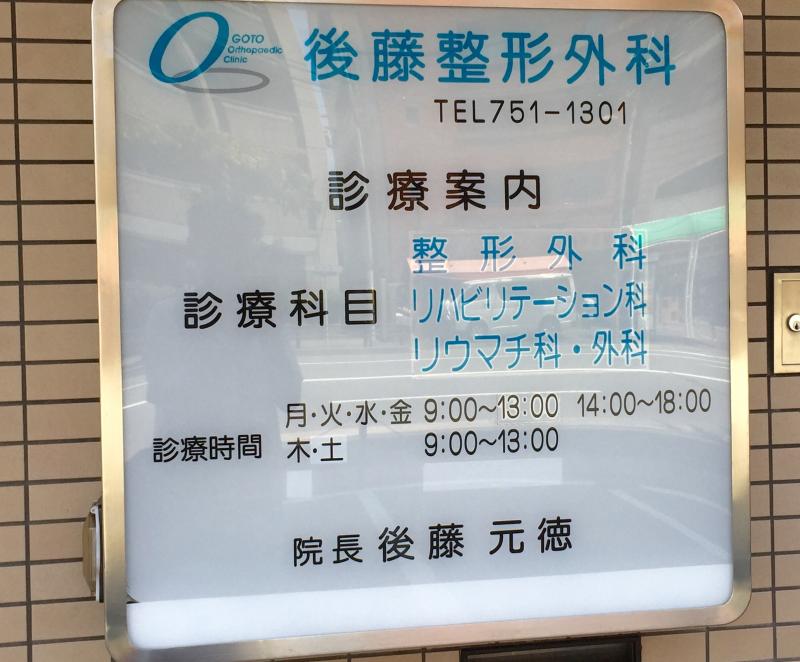 GOTO
Orthopaedic
Clinic
後藤整形外科
TEL751-1301
診療案内
診療科目
整形外科
リハビリテーション科
リウマチ科・外科
診療時間
月・火・水・金 9:00～13:00 14:00～18:00
木・土 9:00～13:00
院長 後藤 元徳